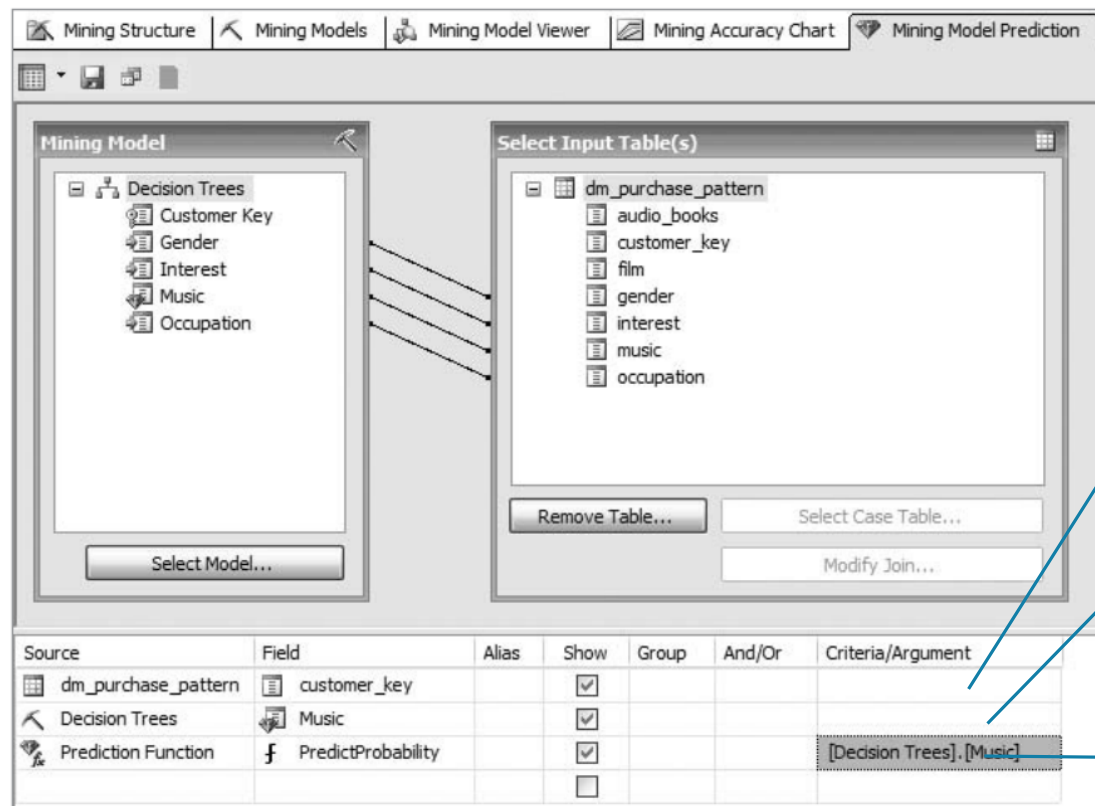 Mining Structure Mining Models Mining Model Viewer Mining Accuracy Chart Mining Model Prediction
Mining Model
Decision Trees
Customer Key
Gender
Interest
Music
Occupation
Select Model...
Select Input Table(s)
dm_purchase_pattern
audio_books
customer_key
film
gender
interest
music
occupation
Remove Table... Select Case Table...
Modify Join...
Source Field Alias Show Group And/Or Criteria/Argument
dm_purchase_pattern customer_key
Decision Trees Music
Prediction Function PredictProbability [Decision Trees].[Music]